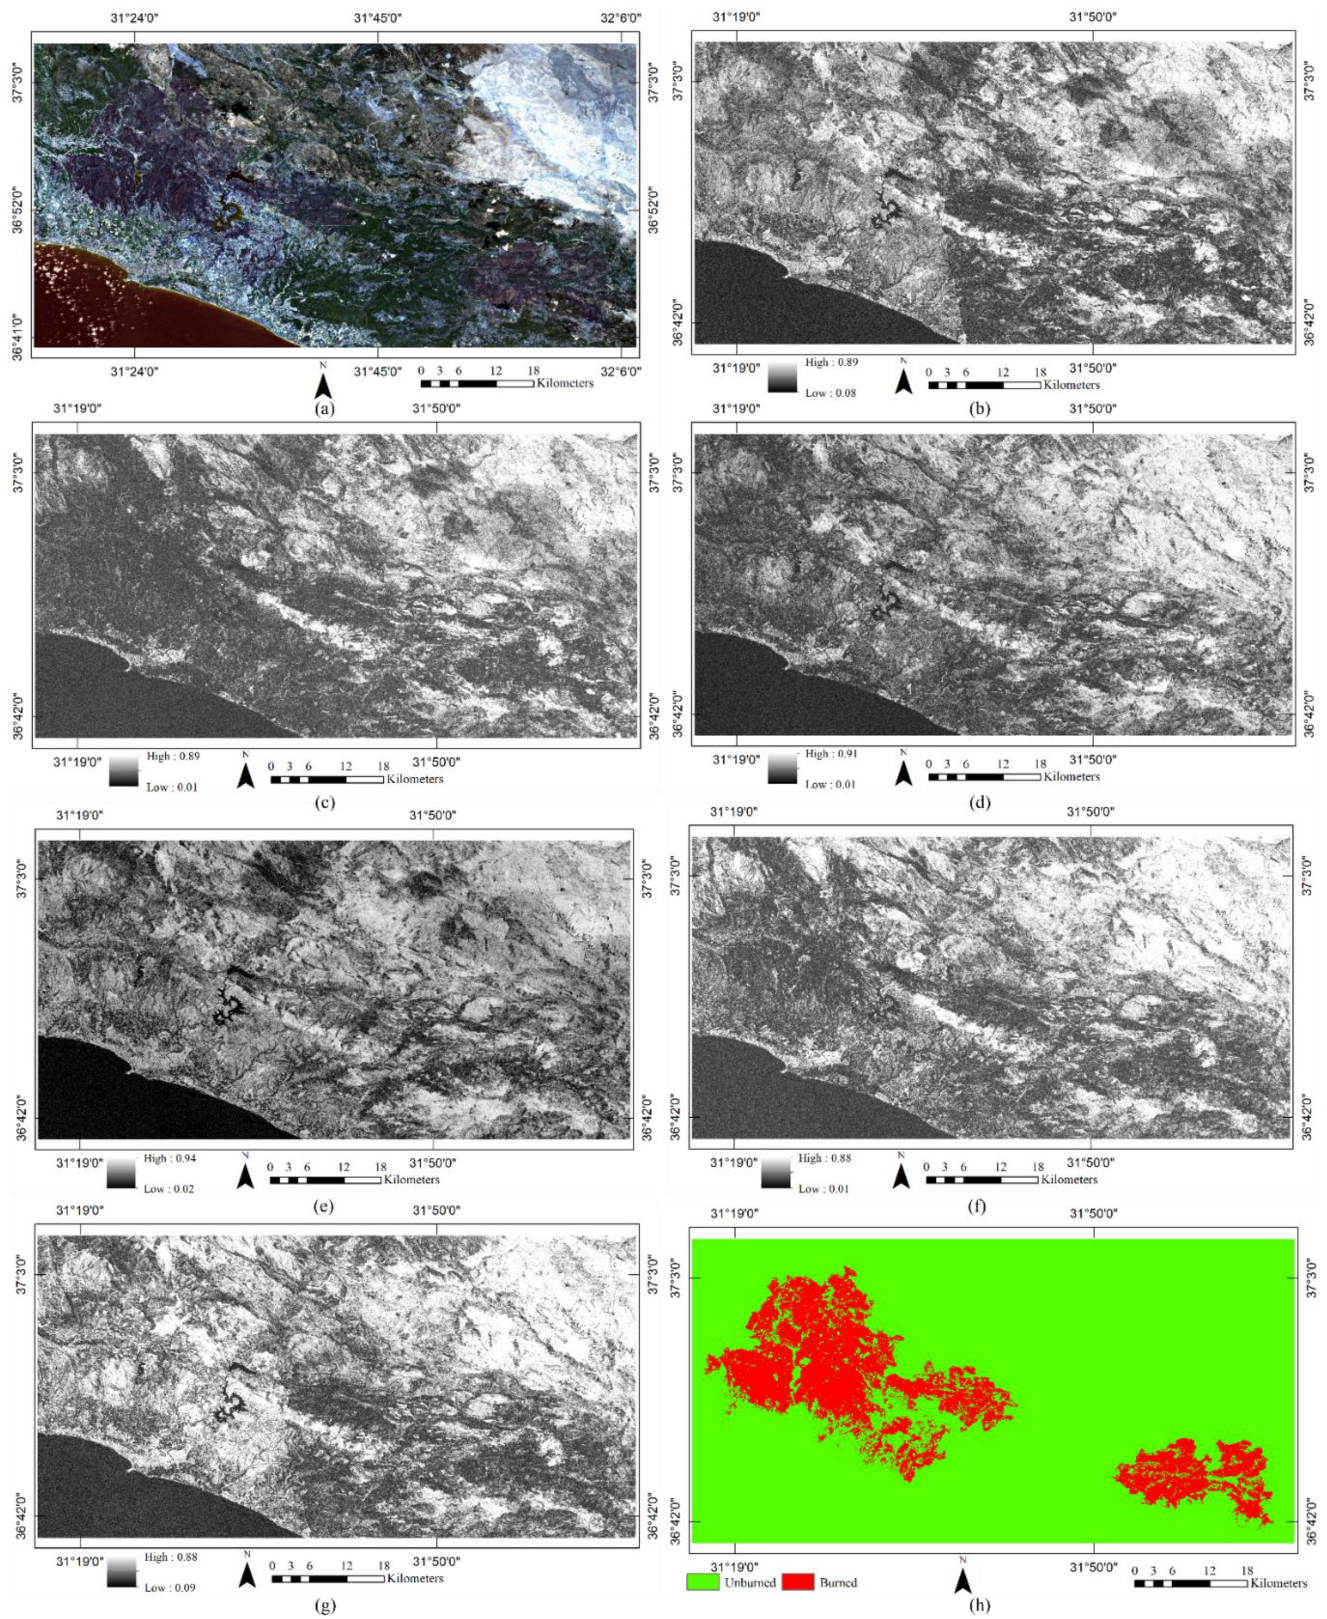 31°24'0" 31°45'0" 32°6'0"
37°3'0" 37°3'0"
36°52'0" 36°52'0"
36°41'0" 36°41'0"
31°24'0" 31°45'0" 32°6'0"
N
0 3 6 12 18
Kilometers
(a)
31°19'0" 31°50'0"
37°3'0" 37°3'0"
36°42'0" 36°42'0"
31°19'0" 31°50'0"
High : 0.89
Low : 0.08
N
0 3 6 12 18
Kilometers
(b)
31°19'0" 31°50'0"
37°3'0" 37°3'0"
36°42'0" 36°42'0"
31°19'0" 31°50'0"
High : 0.89
Low : 0.01
N
0 3 6 12 18
Kilometers
(c)
31°19'0" 31°50'0"
37°3'0" 37°3'0"
36°42'0" 36°42'0"
31°19'0" 31°50'0"
High : 0.91
Low : 0.01
N
0 3 6 12 18
Kilometers
(d)
31°19'0" 31°50'0"
37°3'0" 37°3'0"
36°42'0" 36°42'0"
31°19'0" 31°50'0"
High : 0.94
Low : 0.02
N
0 3 6 12 18
Kilometers
(e)
31°19'0" 31°50'0"
37°3'0" 37°3'0"
36°42'0" 36°42'0"
31°19'0" 31°50'0"
High : 0.88
Low : 0.01
N
0 3 6 12 18
Kilometers
(f)
31°19'0" 31°50'0"
37°3'0" 37°3'0"
36°42'0" 36°42'0"
31°19'0" 31°50'0"
High : 0.88
Low : 0.09
N
0 3 6 12 18
Kilometers
(g)
31°19'0" 31°50'0"
37°3'0" 37°3'0"
36°42'0" 36°42'0"
31°19'0" 31°50'0"
Unburned Burned
N
0 3 6 12 18
Kilometers
(h)